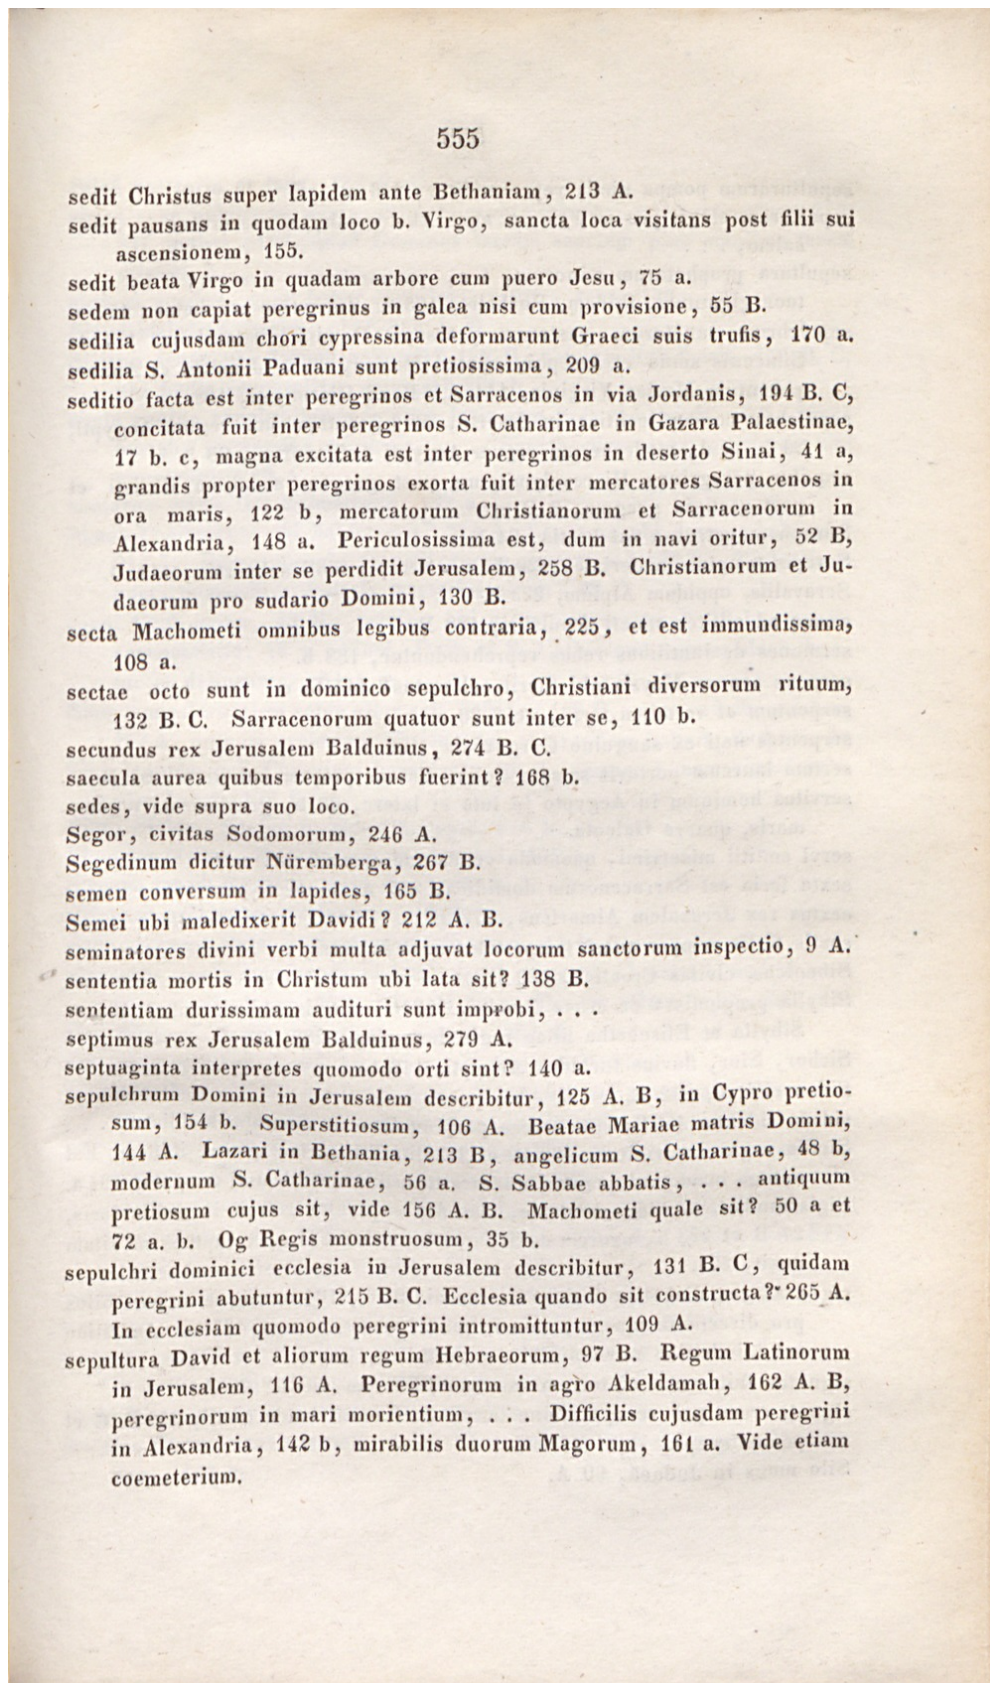 555
sedit Christus super lapidem ante Bethaniam, 213 A.
sedit pausans in quodam loco b. Virgo, sancta loca visitans post filii sui
ascensionem, 155.
sedit beata Virgo in quadam arbore cum puero Jesu, 75 a.
sedem non capiat peregrinus in galea nisi cum provisione, 55 B.
sedilia cujusdam chori cypressina deformarunt Graeci suis trufis, 170 a.
sedilia S. Antonii Paduani sunt pretiosissima, 209 a.
seditio facta est inter peregrinos et Sarracenos in via Jordanis, 194 B. C,
concitata fuit inter peregrinos S. Catharinae in Gazara Palaestinae,
17 b. c, magna excitata est inter peregrinos in deserto Sinai, 41 a,
grandis propter peregrinos exorta fuit inter mercatores Sarracenos in
ora maris, 122 b, mercatorum Christianorum et Sarracenorum in
Alexandria, 148 a. Periculosissima est, dum in navi oritur, 52 B,
Judaeorum inter se perdidit Jerusalem, 258 B. Christianorum et Ju-
daeorum pro sudario Domini, 130 B.
secta Machometi omnibus legibus contraria, 225, et est immundissima,
108 a.
sectae octo sunt in dominico sepulchro, Christiani diversorum rituum,
132 B. C. Sarracenorum quatuor sunt inter se, 110 b.
secundus rex Jerusalem Balduinus, 274 B. C.
saecula aurea quibus temporibus fuerint? 168 b.
sedes, vide supra suo loco.
Segor, civitas Sodomorum, 246 A.
Segedinum dicitur Nüremberga, 267 B.
semen conversum in lapides, 165 B.
Semei ubi maledixerit Davidi? 212 A. B.
seminatores divini verbi multa adjuvat locorum sanctorum inspectio, 9 A.
sententia mortis in Christum ubi lata sit? 138 B.
sententiam durissimam audituri sunt improbi, . . .
septimus rex Jerusalem Balduinus, 279 A.
septuaginta interpretes quomodo orti sint? 140 a.
sepulchrum Domini in Jerusalem describitur, 125 A. B, in Cypro pretio-
sum, 154 b. Superstitiosum, 106 A. Beatae Mariae matris Domini,
144 A. Lazari in Bethania, 213 B, angelicum S. Catharinae, 48 b,
modernum S. Catharinae, 56 a. S. Sabbae abbatis, . . . antiquum
pretiosum cujus sit, vide 156 A. B. Machometi quale sit? 50 a et
72 a. b. Og Regis monstruosum, 35 b.
sepulchri dominici ecclesia in Jerusalem describitur, 131 B. C, quidam
peregrini abutuntur, 215 B. C. Ecclesia quando sit constructa? 265 A.
In ecclesiam quomodo peregrini intromittuntur, 109 A.
sepultura David et aliorum regum Hebraeorum, 97 B. Regum Latinorum
in Jerusalem, 116 A. Peregrinorum in agro Akeldamah, 162 A. B,
peregrinorum in mari morientium, . . . Difficilis cujusdam peregrini
in Alexandria, 142 b, mirabilis duorum Magorum, 161 a. Vide etiam
coemeterium.